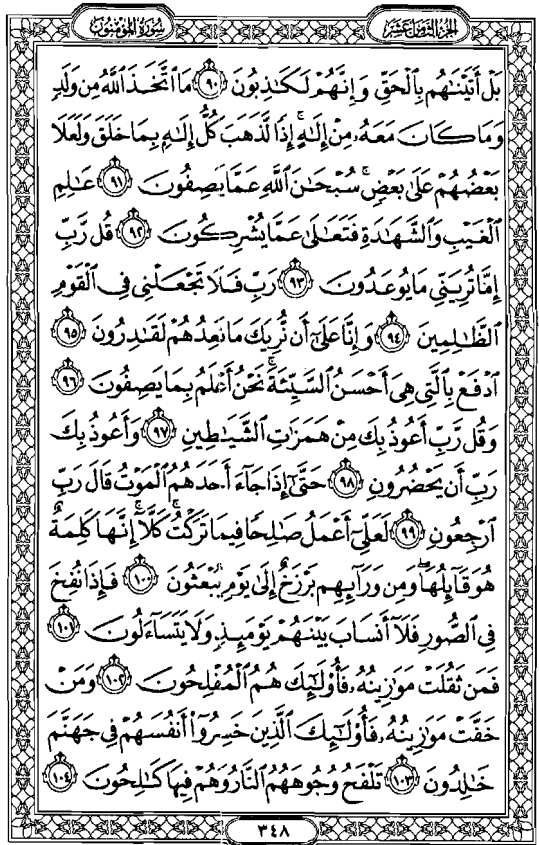 الجزء الثامن عشر
سورة المؤمنون
بَلْ أَتَيْنَٰهُم بِٱلْحَقِّ وَإِنَّهُمْ لَكَٰذِبُونَ ٩٠ مَا ٱتَّخَذَ ٱللَّهُ مِن وَلَدٍ
وَمَا كَانَ مَعَهُۥ مِنْ إِلَٰهٍ ۚ إِذًا لَّذَهَبَ كُلُّ إِلَٰهٍۭ بِمَا خَلَقَ وَلَعَلَا
بَعْضُهُمْ عَلَىٰ بَعْضٍ ۚ سُبْحَٰنَ ٱللَّهِ عَمَّا يَصِفُونَ ٩١ عَٰلِمِ
ٱلْغَيْبِ وَٱلشَّهَٰدَةِ فَتَعَٰلَىٰ عَمَّا يُشْرِكُونَ ٩٢ قُل رَّبِّ
إِمَّا تُرِيَنِّى مَا يُوعَدُونَ ٩٣ رَبِّ فَلَا تَجْعَلْنِى فِى ٱلْقَوْمِ
ٱلظَّٰلِمِينَ ٩٤ وَإِنَّا عَلَىٰٓ أَن نُّرِيَكَ مَا نَعِدُهُمْ لَقَٰدِرُونَ ٩٥
ٱدْفَعْ بِٱلَّتِى هِىَ أَحْسَنُ ٱلسَّيِّئَةَ ۚ نَحْنُ أَعْلَمُ بِمَا يَصِفُونَ ٩٦
وَقُل رَّبِّ أَعُوذُ بِكَ مِنْ هَمَزَٰتِ ٱلشَّيَٰطِينِ ٩٧ وَأَعُوذُ بِكَ
رَبِّ أَن يَحْضُرُونِ ٩٨ حَتَّىٰٓ إِذَا جَآءَ أَحَدَهُمُ ٱلْمَوْتُ قَالَ رَبِّ
ٱرْجِعُونِ ٩٩ لَعَلِّىٓ أَعْمَلُ صَٰلِحًا فِيمَا تَرَكْتُ ۚ كَلَّآ ۚ إِنَّهَا كَلِمَةٌ
هُوَ قَآئِلُهَا ۖ وَمِن وَرَآئِهِم بَرْزَخٌ إِلَىٰ يَوْمِ يُبْعَثُونَ ١٠٠ فَإِذَا نُفِخَ
فِى ٱلصُّورِ فَلَآ أَنسَابَ بَيْنَهُمْ يَوْمَئِذٍ وَلَا يَتَسَآءَلُونَ ١٠١
فَمَن ثَقُلَتْ مَوَٰزِينُهُۥ فَأُو۟لَٰٓئِكَ هُمُ ٱلْمُفْلِحُونَ ١٠٢ وَمَنْ
خَفَّتْ مَوَٰزِينُهُۥ فَأُو۟لَٰٓئِكَ ٱلَّذِينَ خَسِرُوٓا۟ أَنفُسَهُمْ فِى جَهَنَّمَ
خَٰلِدُونَ ١٠٣ تَلْفَحُ وُجُوهَهُمُ ٱلنَّارُ وَهُمْ فِيهَا كَٰلِحُونَ ١٠٤
٣٤٨